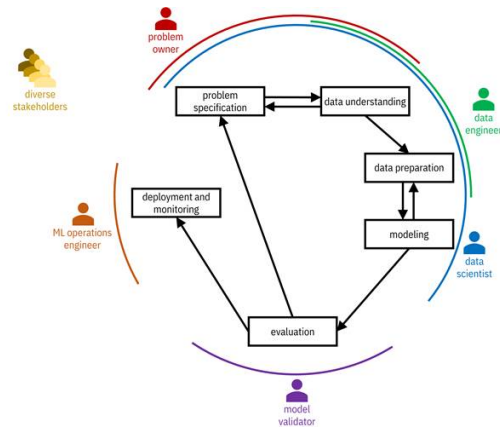 problem
owner
diverse
stakeholders
problem
specification
data understanding
data
engineer
data preparation
deployment and
monitoring
ML operations
engineer
modeling
data
scientist
evaluation
model
validator